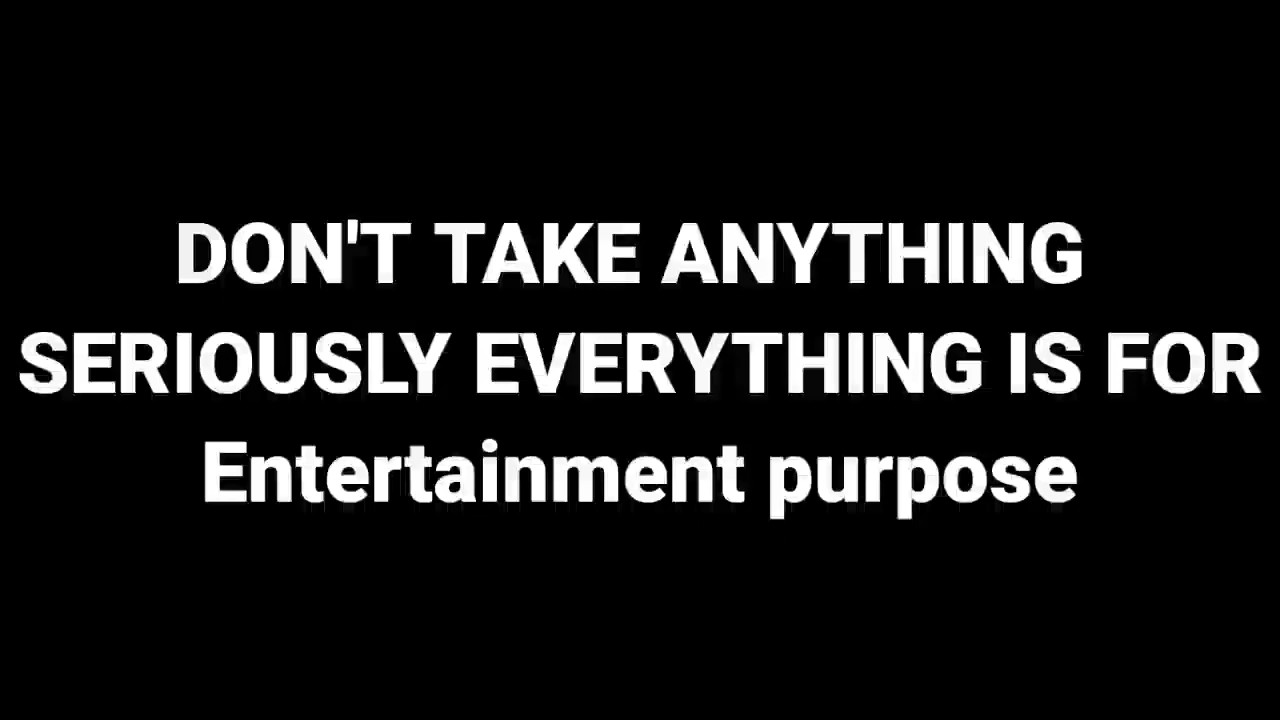 DON'T TAKE ANYTHING
SERIOUSLY EVERYTHING IS FOR
Entertainment purpose